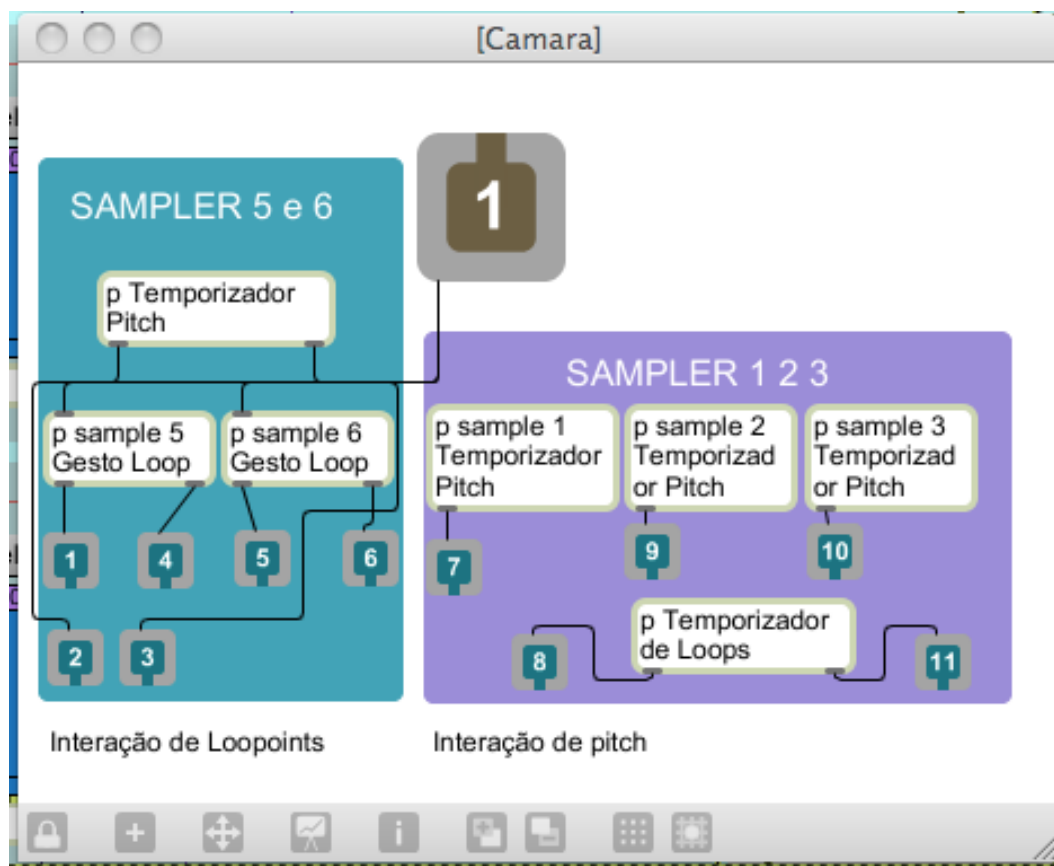 [Camara]
1
SAMPLER 5 e 6
p Temporizador
Pitch
p sample 5
Gesto Loop
p sample 6
Gesto Loop
1
4
5
6
2
3
Interação de Loopoints
SAMPLER 1 2 3
p sample 1
Temporizador
Pitch
p sample 2
Temporizad
or Pitch
p sample 3
Temporizad
or Pitch
7
9
10
p Temporizador
de Loops
8
11
Interação de pitch